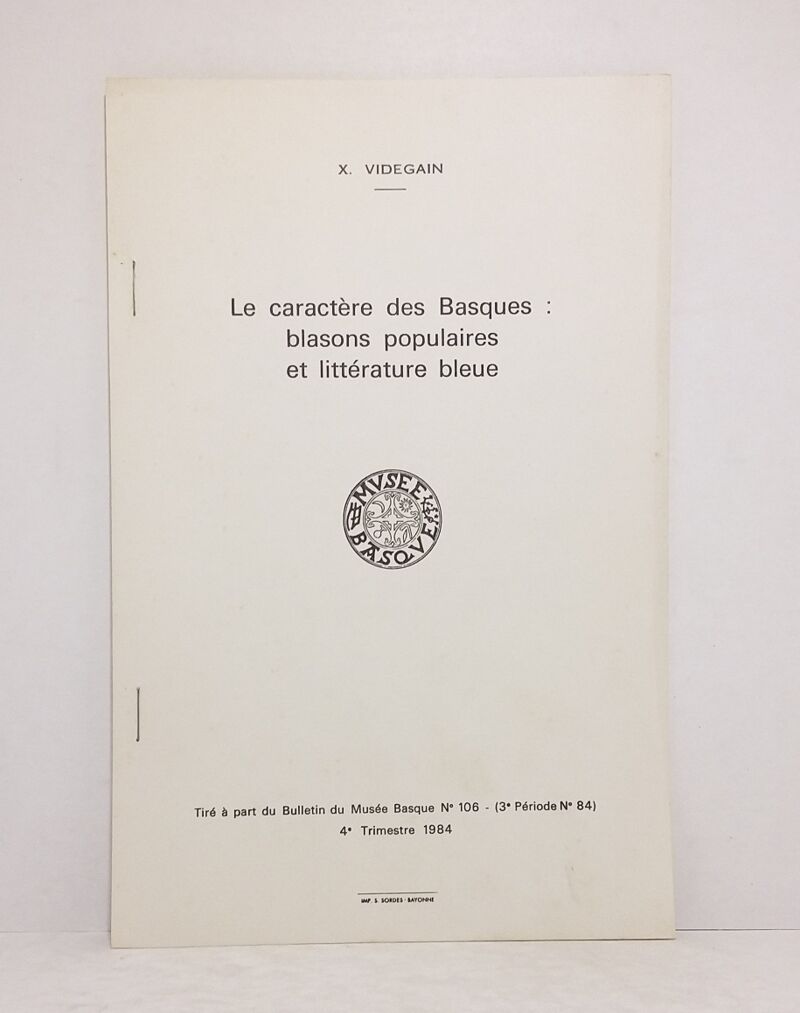 X. VIDEGAIN
Le caractère des Basques :
blasons populaires
et littérature bleue
MVSEE
BASQVE
Tiré à part du Bulletin du Musée Basque N° 106 - (3e Période N° 84)
4e Trimestre 1984
IMP. S. SORDES - BAYONNE